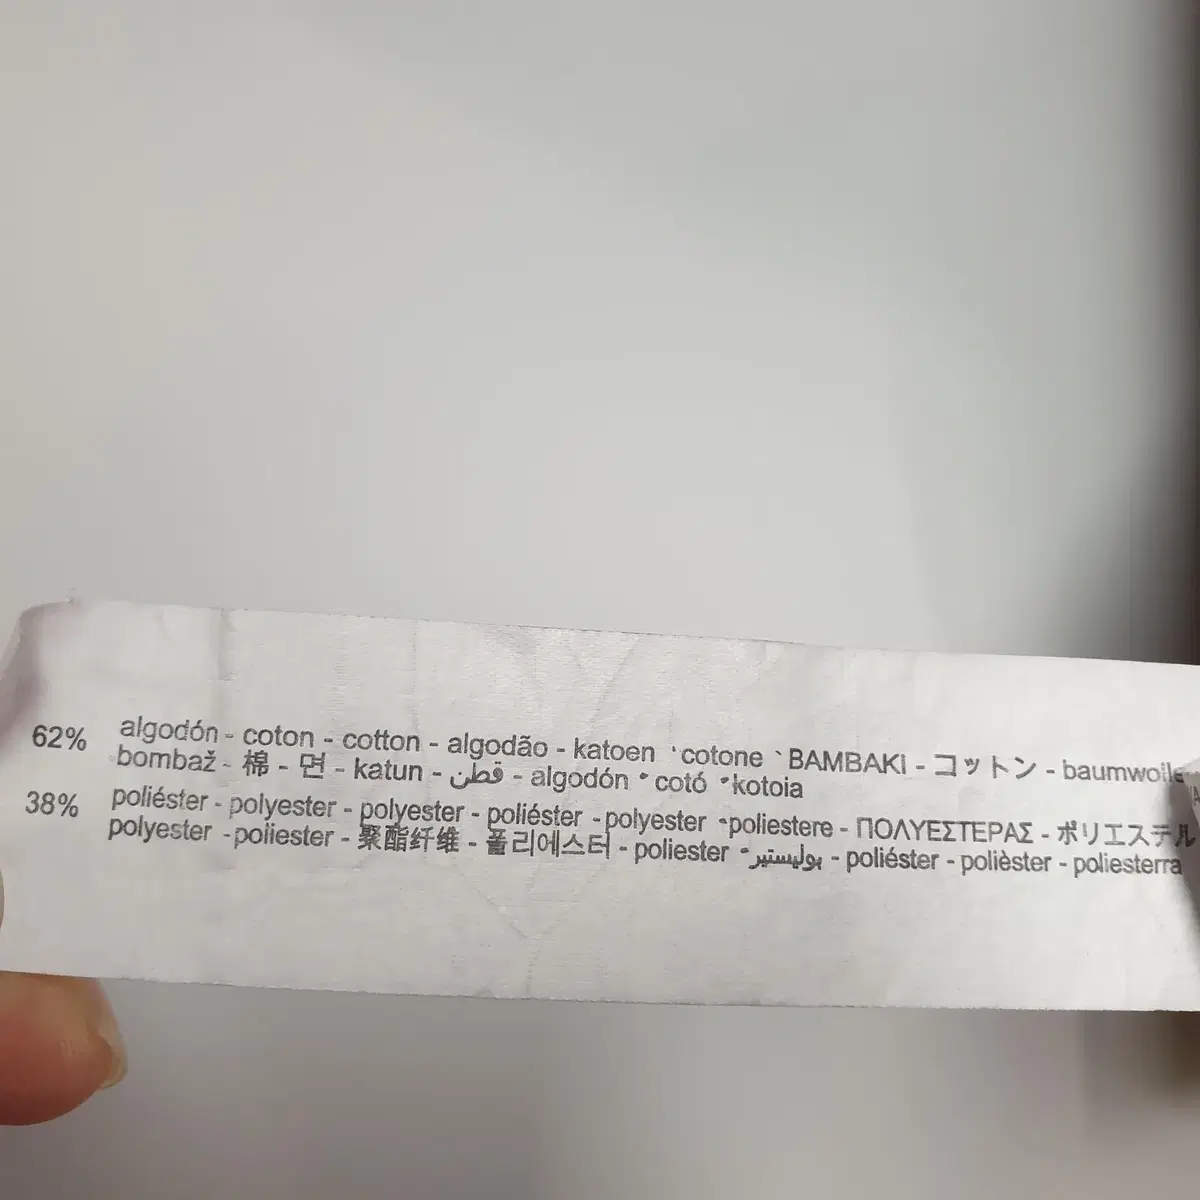 62% algodón - coton - cotton - algodão - katoen ‵cotone ‵BAMBAKI - コットン - baumwolle
bombaž - 棉 - 면 - katun - قطن - algodón • cotó •kotoia
38% poliéster - polyester - polyester - poliéster - polyester •poliestere - ΠΟΛΥΕΣΤΕΡΑΣ - ポリエステル
polyester -poliester - 聚酯纤维 - 폴리에스터 - poliester • بوليستير - poliéster - polièster - poliesterra